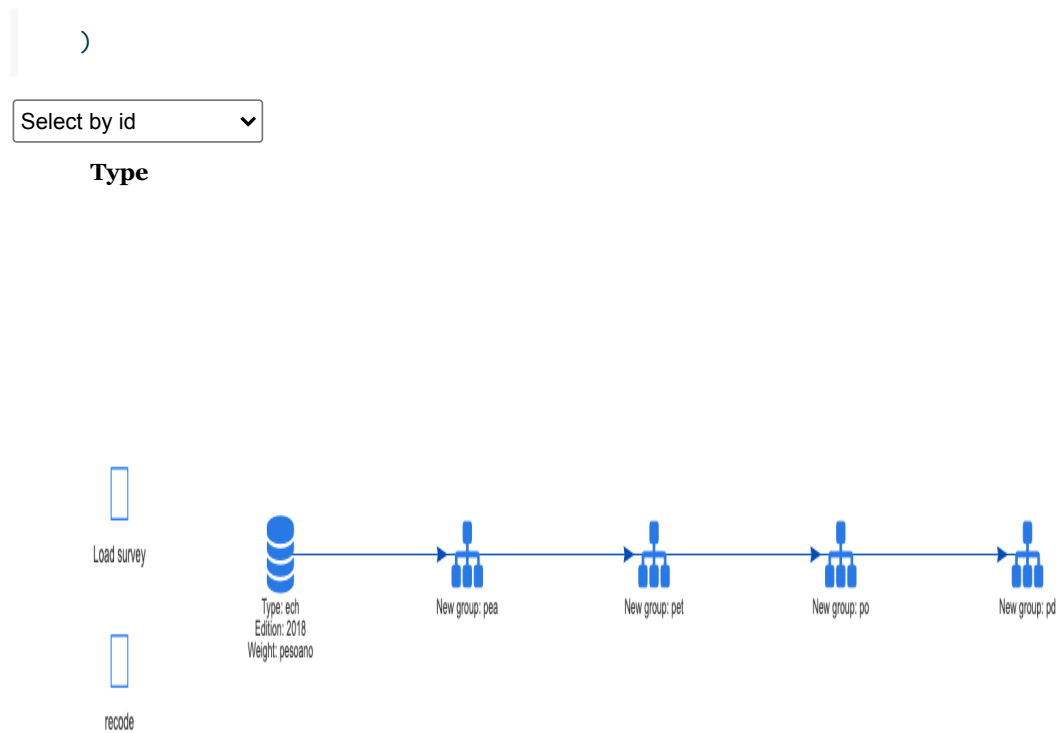 )
Select by id
Type
Load survey
Type: ech
Edition: 2018
Weight: pesoano
New group: pea
New group: pet
New group: po
New group: pd
recode